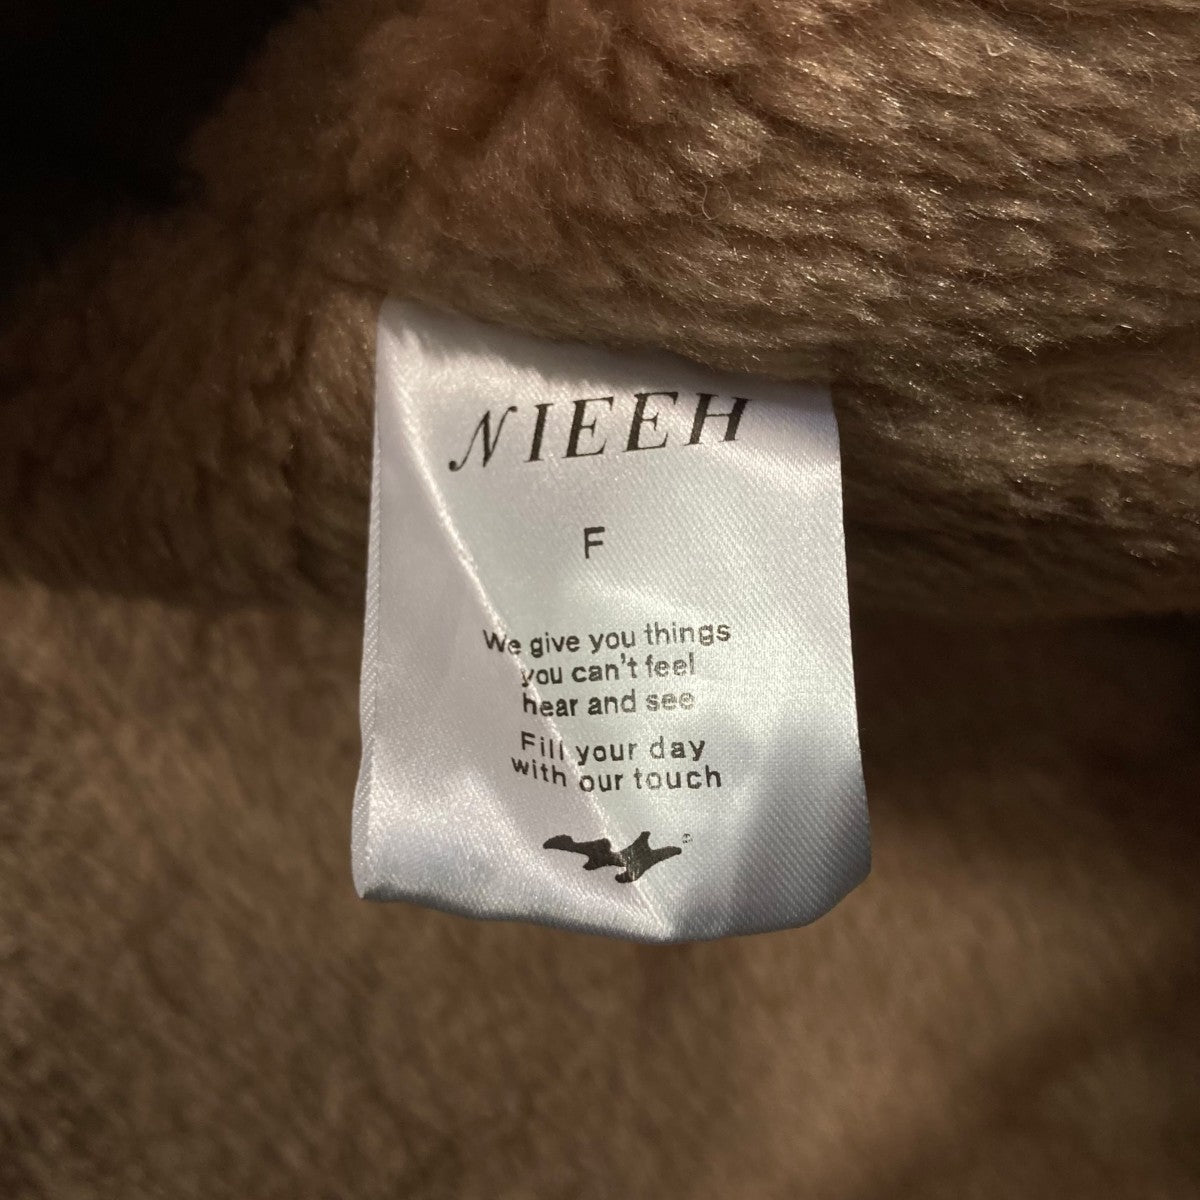 NIEEH
F
We give you things
you can't feel
hear and see
Fill your day
with our touch